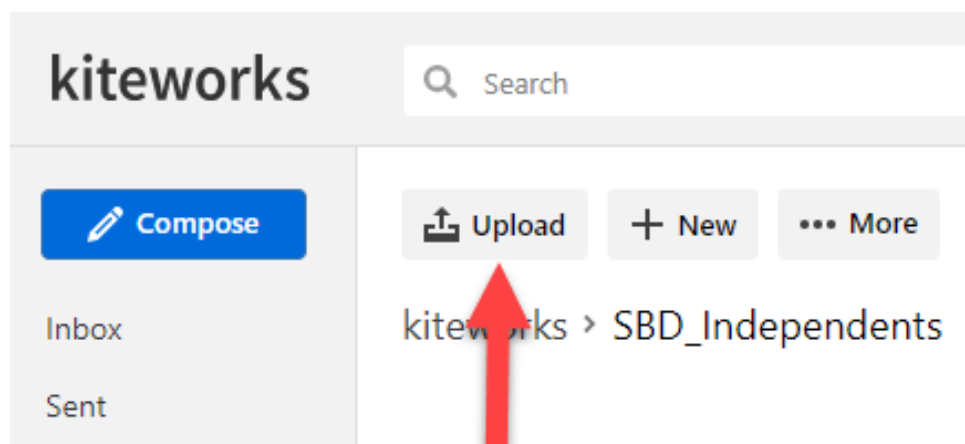 kiteworks
Search
Compose
Upload
New
More
Inbox
kiteworks > SBD_Independents
Sent